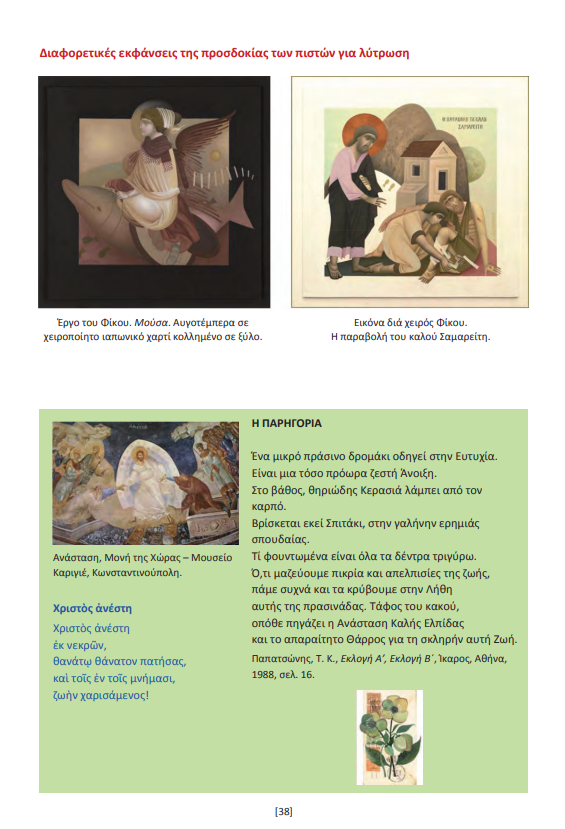 Διαφορετικές εκφάνσεις της προσδοκίας των πιστών για λύτρωση
Η ΠΑΡΑΒΟΛΗ ΤΟΥ ΚΑΛΟΥ
ΣΑΜΑΡΕΙΤΗ
Έργο του Φίκου. Μούσα. Αυγοτέμπερα σε
χειροποίητο ιαπωνικό χαρτί κολλημένο σε ξύλο.
Εικόνα διά χειρός Φίκου.
Η παραβολή του καλού Σαμαρείτη.
Ανάσταση, Μονή της Χώρας – Μουσείο
Καριγιέ, Κωνσταντινούπολη.
Χριστὸς ἀνέστη
Χριστὸς ἀνέστη
ἐκ νεκρῶν,
θανάτῳ θάνατον πατήσας,
καὶ τοῖς ἐν τοῖς μνήμασι,
ζωὴν χαρισάμενος!
Η ΠΑΡΗΓΟΡΙΑ
Ένα μικρό πράσινο δρομάκι οδηγεί στην Ευτυχία.
Είναι μια τόσο πρόωρα ζεστή Άνοιξη.
Στο βάθος, θηριώδης Κερασιά λάμπει από τον
καρπό.
Βρίσκεται εκεί Σπιτάκι, στην γαλήνην ερημιάς
σπουδαίας.
Τί φουντωμένα είναι όλα τα δέντρα τριγύρω.
Ό,τι μαζεύουμε πικρία και απελπισίες της ζωής,
πάμε συχνά και τα κρύβουμε στην Λήθη
αυτής της πρασινάδας. Τάφος του κακού,
οπόθε πηγάζει η Ανάσταση Καλής Ελπίδας
και το απαραίτητο Θάρρος για τη σκληρήν αυτή Ζωή.
Παπατσώνης, Τ. Κ., Εκλογή Α’, Εκλογή Β΄, Ίκαρος, Αθήνα,
1988, σελ. 16.
[38]